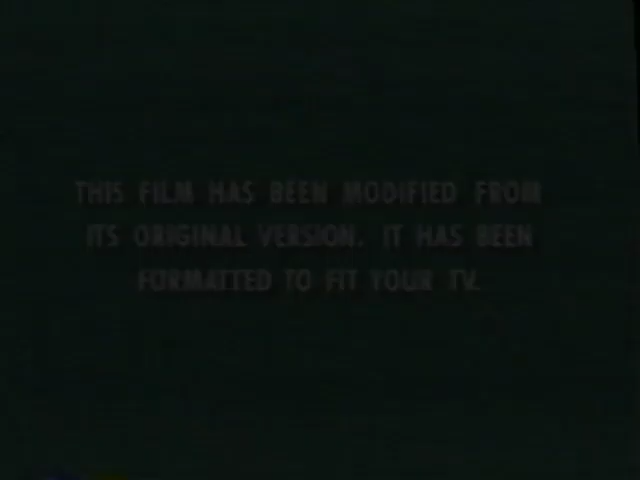 THIS FILM HAS BEEN MODIFIED FROM
ITS ORIGINAL VERSION. IT HAS BEEN
FORMATTED TO FIT YOUR TV.